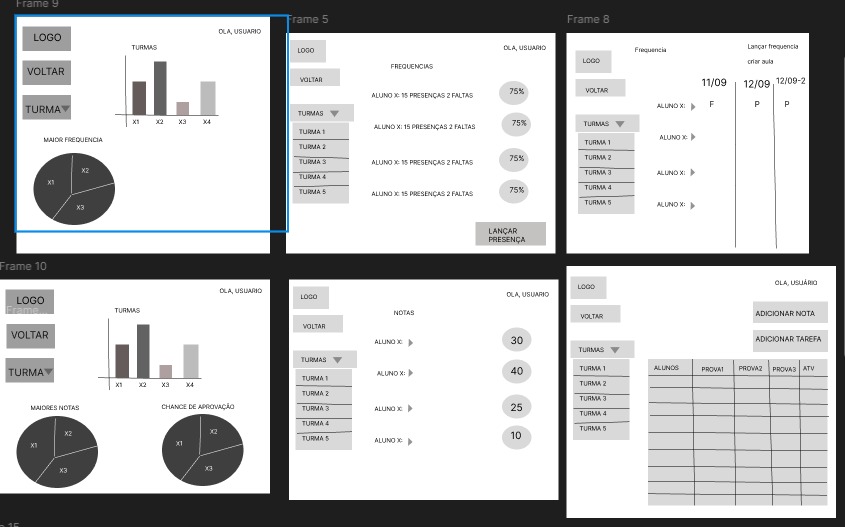 Frame 9
LOGO
OLA, USUARIO
TURMAS
VOLTAR
TURMA
X1 X2 X3 X4
MAIOR FREQUENCIA
X1
X2
X3
Frame 5
LOGO
OLA, USUARIO
FREQUENCIAS
VOLTAR
ALUNO X: 15 PRESENÇAS 2 FALTAS 75%
TURMAS
ALUNO X: 15 PRESENÇAS 2 FALTAS 75%
TURMA 1
TURMA 2
TURMA 3
ALUNO X: 15 PRESENÇAS 2 FALTAS 75%
TURMA 4
TURMA 5
ALUNO X: 15 PRESENÇAS 2 FALTAS 75%
LANÇAR
PRESENÇA
Frame 8
Frequencia
Lançar frequencia
criar aula
LOGO
VOLTAR
11/09 12/09 12/09-2
ALUNO X: F P P
TURMAS
ALUNO X:
TURMA 1
TURMA 2
TURMA 3
ALUNO X:
TURMA 4
TURMA 5
ALUNO X:
Frame 10
LOGO
OLA, USUARIO
Frame...
TURMAS
VOLTAR
TURMA
X1 X2 X3 X4
MAIORES NOTAS
CHANCE DE APROVAÇÃO
X1
X2
X3
X1
X2
X3
LOGO
OLA, USUARIO
NOTAS
VOLTAR
ALUNO X: 30
TURMAS
ALUNO X: 40
TURMA 1
TURMA 2
TURMA 3
ALUNO X: 25
TURMA 4
TURMA 5
ALUNO X: 10
LOGO
OLA, USUÁRIO
VOLTAR
ADICIONAR NOTA
ADICIONAR TAREFA
TURMAS
TURMA 1
TURMA 2
TURMA 3
TURMA 4
TURMA 5
ALUNOS PROVA1 PROVA2 PROVA3 ATV